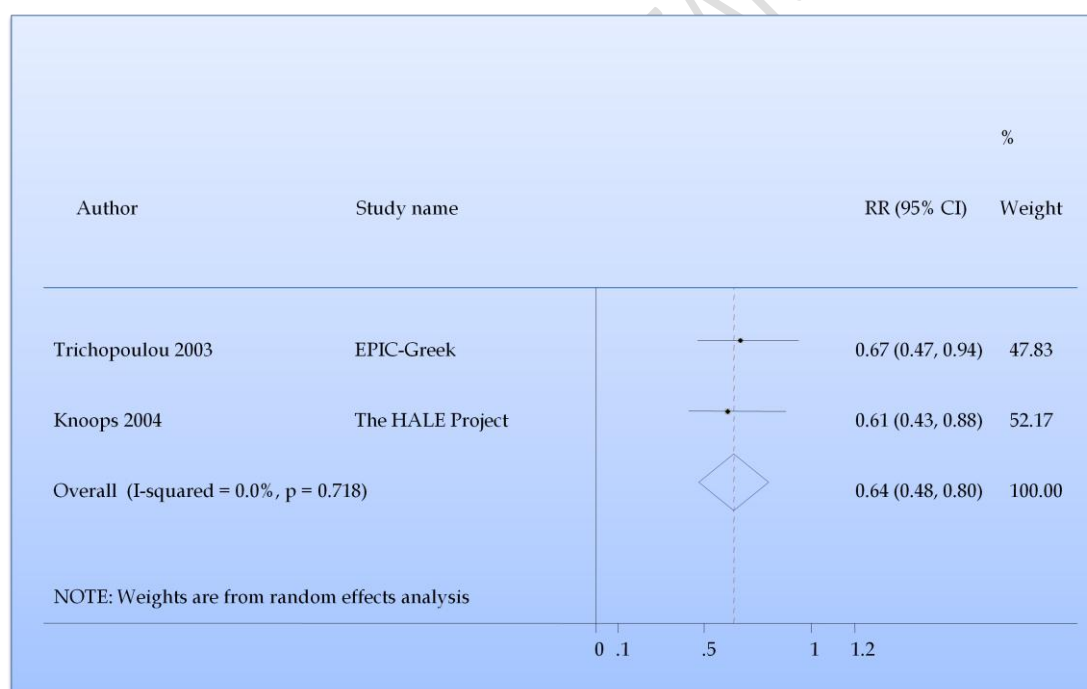 %
Author Study name RR (95% CI) Weight
Trichopoulou 2003 EPIC-Greek 0.67 (0.47, 0.94) 47.83
Knoops 2004 The HALE Project 0.61 (0.43, 0.88) 52.17
Overall (I-squared = 0.0%, p = 0.718) 0.64 (0.48, 0.80) 100.00
NOTE: Weights are from random effects analysis
0 .1 .5 1 1.2